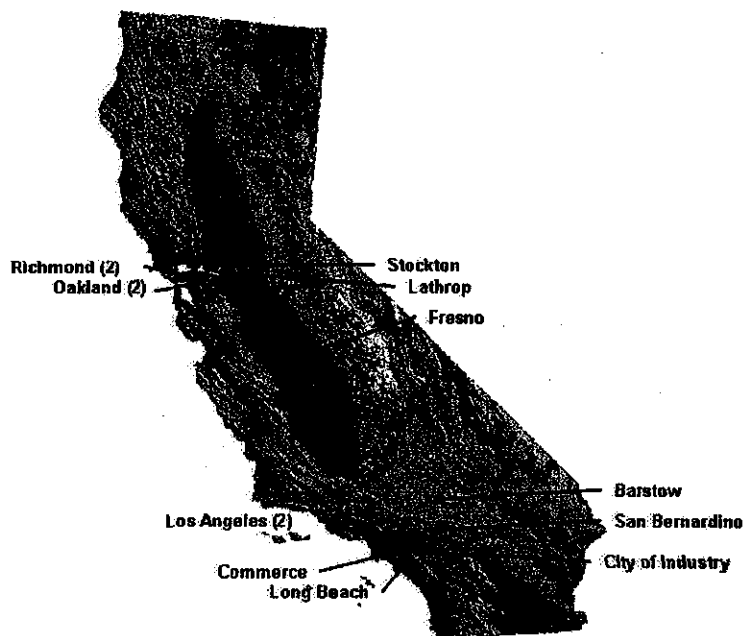 Richmond (2)
Stockton
Oakland (2)
Lathrop
Fresno
Barstow
Los Angeles (2)
San Bernardino
Commerce
City of Industry
Long Beach